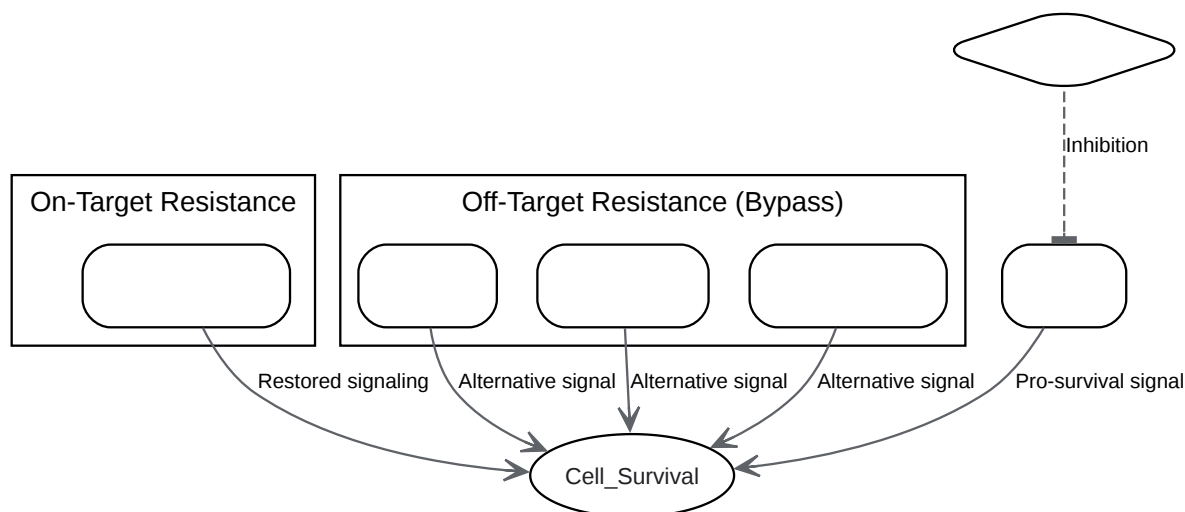 Inhibition
On-Target Resistance
Off-Target Resistance (Bypass)
Restored signaling
Alternative signal
Alternative signal
Alternative signal
Pro-survival signal
Cell_Survival